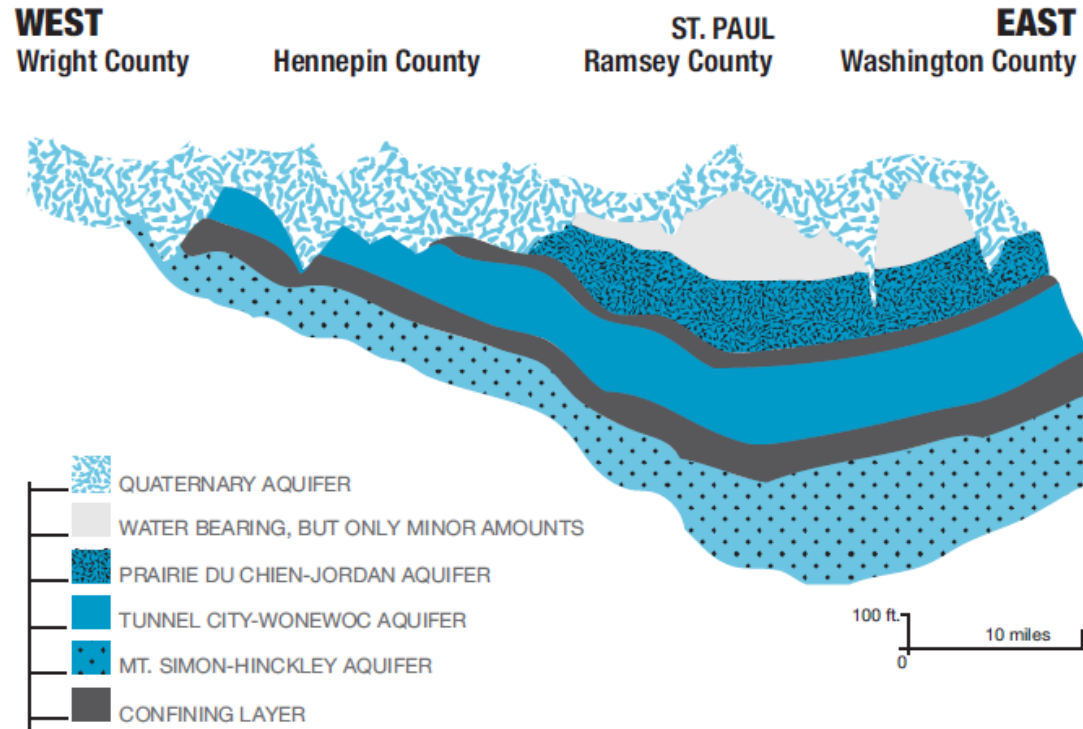 WEST
Wright County
Hennepin County
ST. PAUL
Ramsey County
EAST
Washington County
QUATERNARY AQUIFER
WATER BEARING, BUT ONLY MINOR AMOUNTS
PRAIRIE DU CHIEN-JORDAN AQUIFER
TUNNEL CITY-WONEWOC AQUIFER
MT. SIMON-HINCKLEY AQUIFER
CONFINING LAYER
100 ft.
10 miles
0